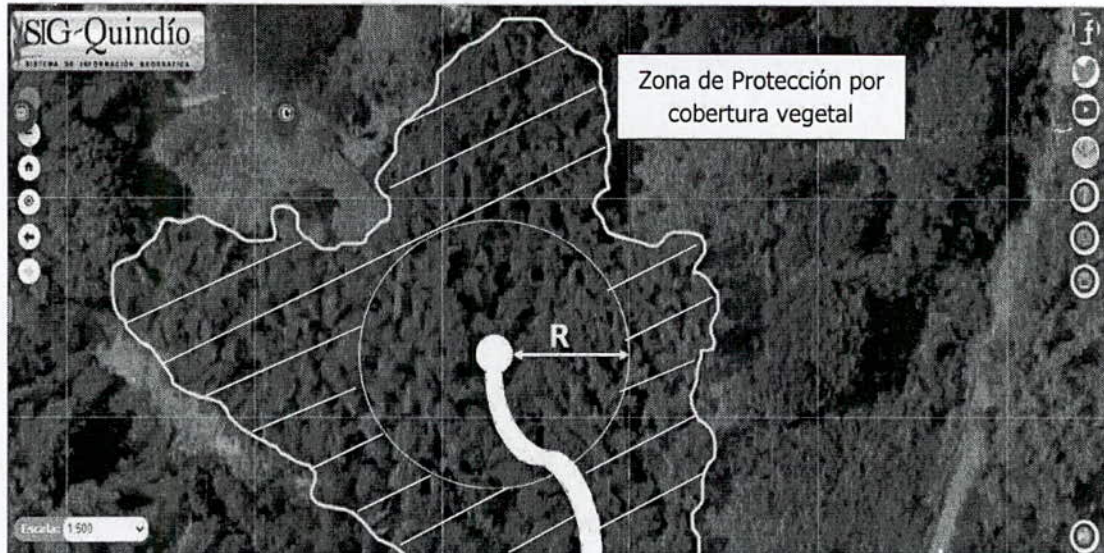 SIG-Quindío
SISTEMA DE INFORMACIÓN GEOGRÁFICA
Zona de Protección por
cobertura vegetal
R
Escala: 1:500